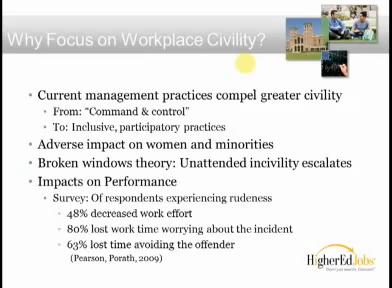 Why Focus on Workplace Civility?
• Current management practices compel greater civility
• From: “Command & control”
• To: Inclusive, participatory practices
• Adverse impact on women and minorities
• Broken windows theory: Unattended incivility escalates
• Impacts on Performance
• Survey: Of respondents experiencing rudeness
• 48% decreased work effort
• 80% lost work time worrying about the incident
• 63% lost time avoiding the offender
(Pearson, Porath, 2009)
HigherEdJobs